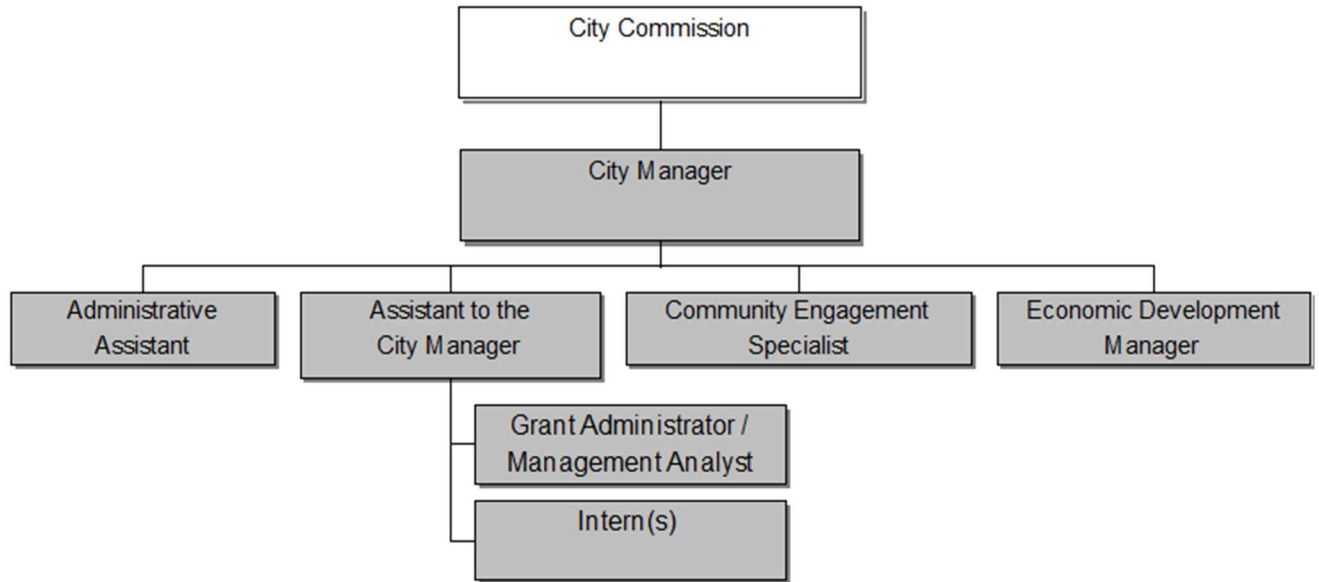 City Commission
City Manager
Administrative
Assistant
Assistant to the
City Manager
Community Engagement
Specialist
Economic Development
Manager
Grant Administrator /
Management Analyst
Intern(s)